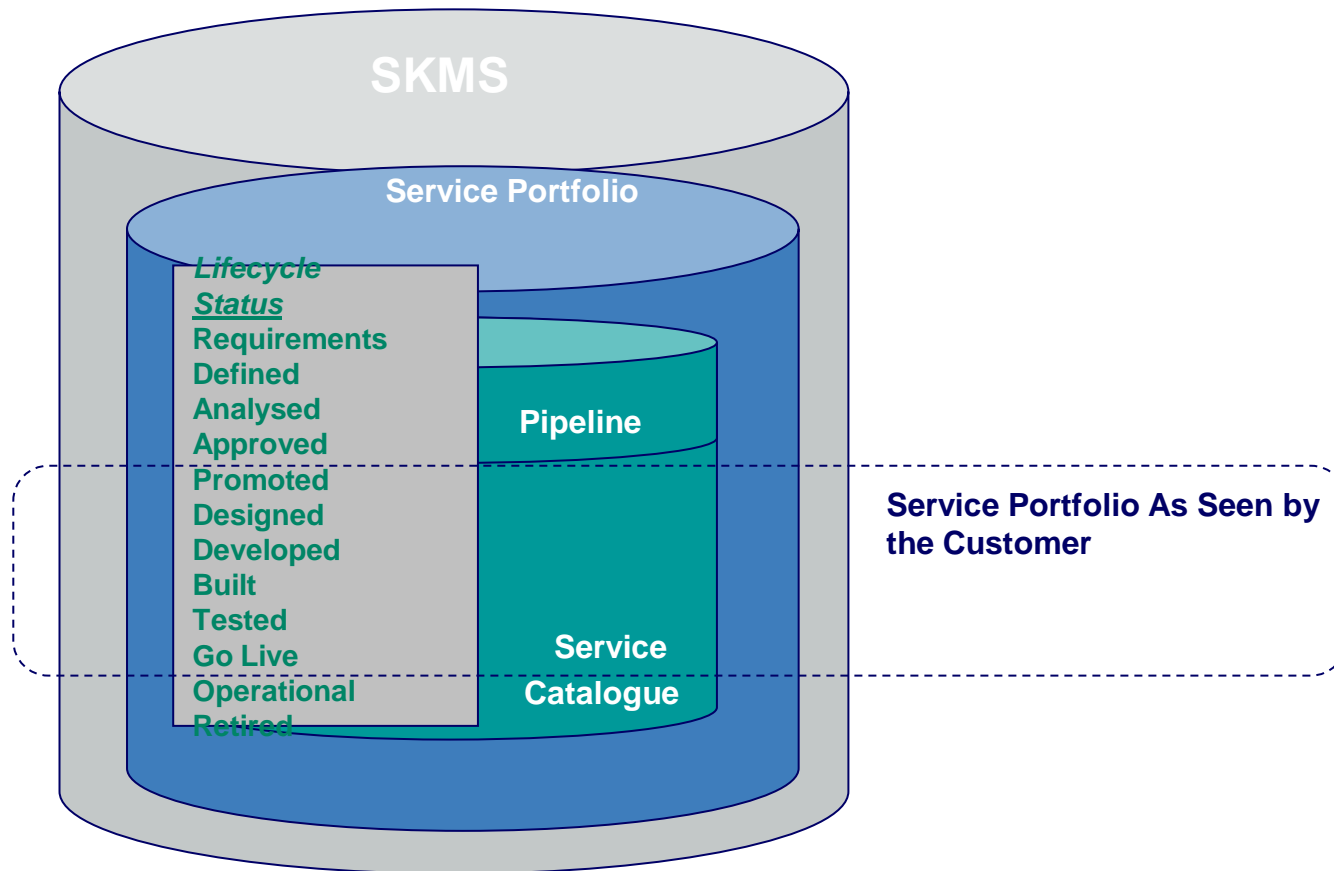 SKMS
Service Portfolio
Lifecycle
Status
Requirements
Defined
Analysed
Approved
Promoted
Designed
Developed
Built
Tested
Go Live
Operational
Retired
Pipeline
Service
Catalogue
Service Portfolio As Seen by
the Customer